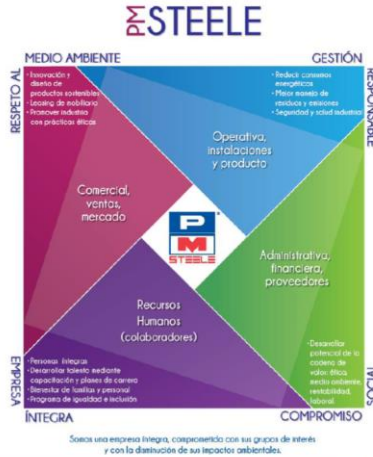 PM STEELE
MEDIO AMBIENTE
GESTIÓN
RESPETO AL
RESPONSABLE
• Innovación y
diseño de
productos sostenibles
• Leasing de mobiliario
• Promover industria
con prácticas éticas
• Reducir consumos
energéticos
• Mejor manejo de
residuos y emisiones
• Seguridad y salud industrial
Operativa,
instalaciones
y producto
Comercial,
ventas,
mercado
PM
STEELE
Administrativa,
financiera,
proveedores
Recursos
Humanos
(colaboradores)
• Personas íntegras
• Desarrollar talento mediante
capacitación y planes de carrera
• Bienestar de familias y personal
• Programa de igualdad e inclusión
• Desarrollar
potencial de la
cadena de
valor: ética,
medio ambiente,
rentabilidad,
laboral
EMPRESA
ÍNTEGRA
COMPROMISO
Somos una empresa íntegra, comprometida con sus grupos de interés
y con la disminución de sus impactos ambientales.